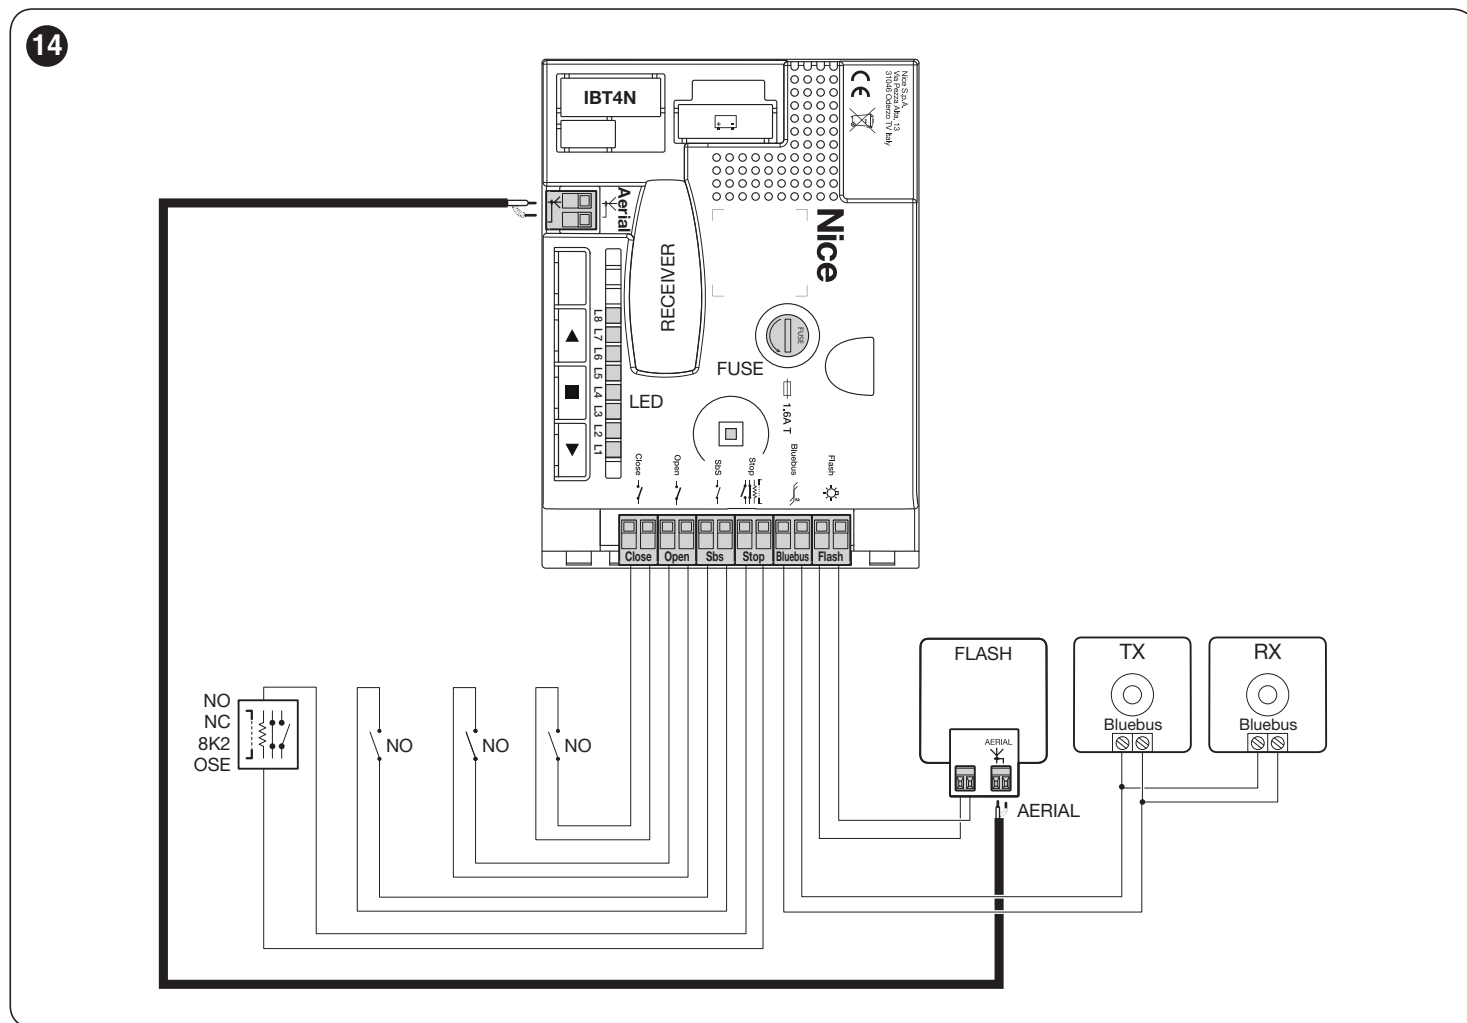 14
IBT4N
Nice S.p.A.
Via Pezza Alta, 13
31046 Oderzo TV Italy
Aerial
Nice
RECEIVER
FUSE
FUSE
1.6A T
LED
L8
L7
L6
L5
L4
L3
L2
L1
Close
Open
SbS
Stop
Bluebus
Flash
Close
Open
Sbs
Stop
Bluebus
Flash
NO
NC
8K2
OSE
NO
NO
NO
FLASH
AERIAL
AERIAL
TX
Bluebus
RX
Bluebus